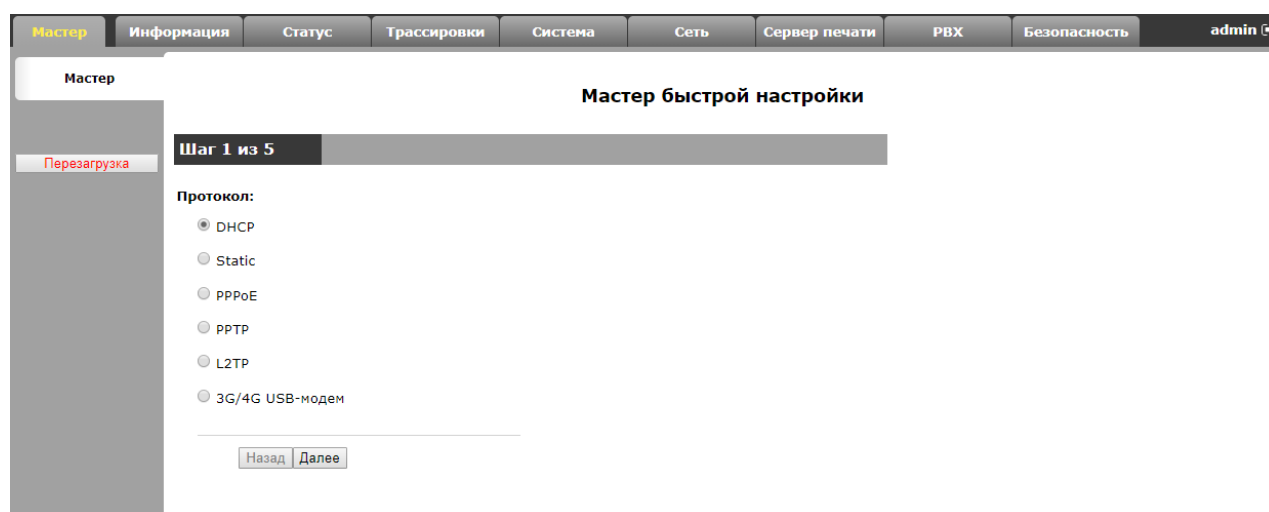 Мастер Информация Статус Трассировки Система Сеть Сервер печати PBX Безопасность admin
Мастер
Мастер быстрой настройки
Шаг 1 из 5
Перезагрузка
Протокол:
DHCP
Static
PPPoE
PPTP
L2TP
3G/4G USB-модем
Назад Далее